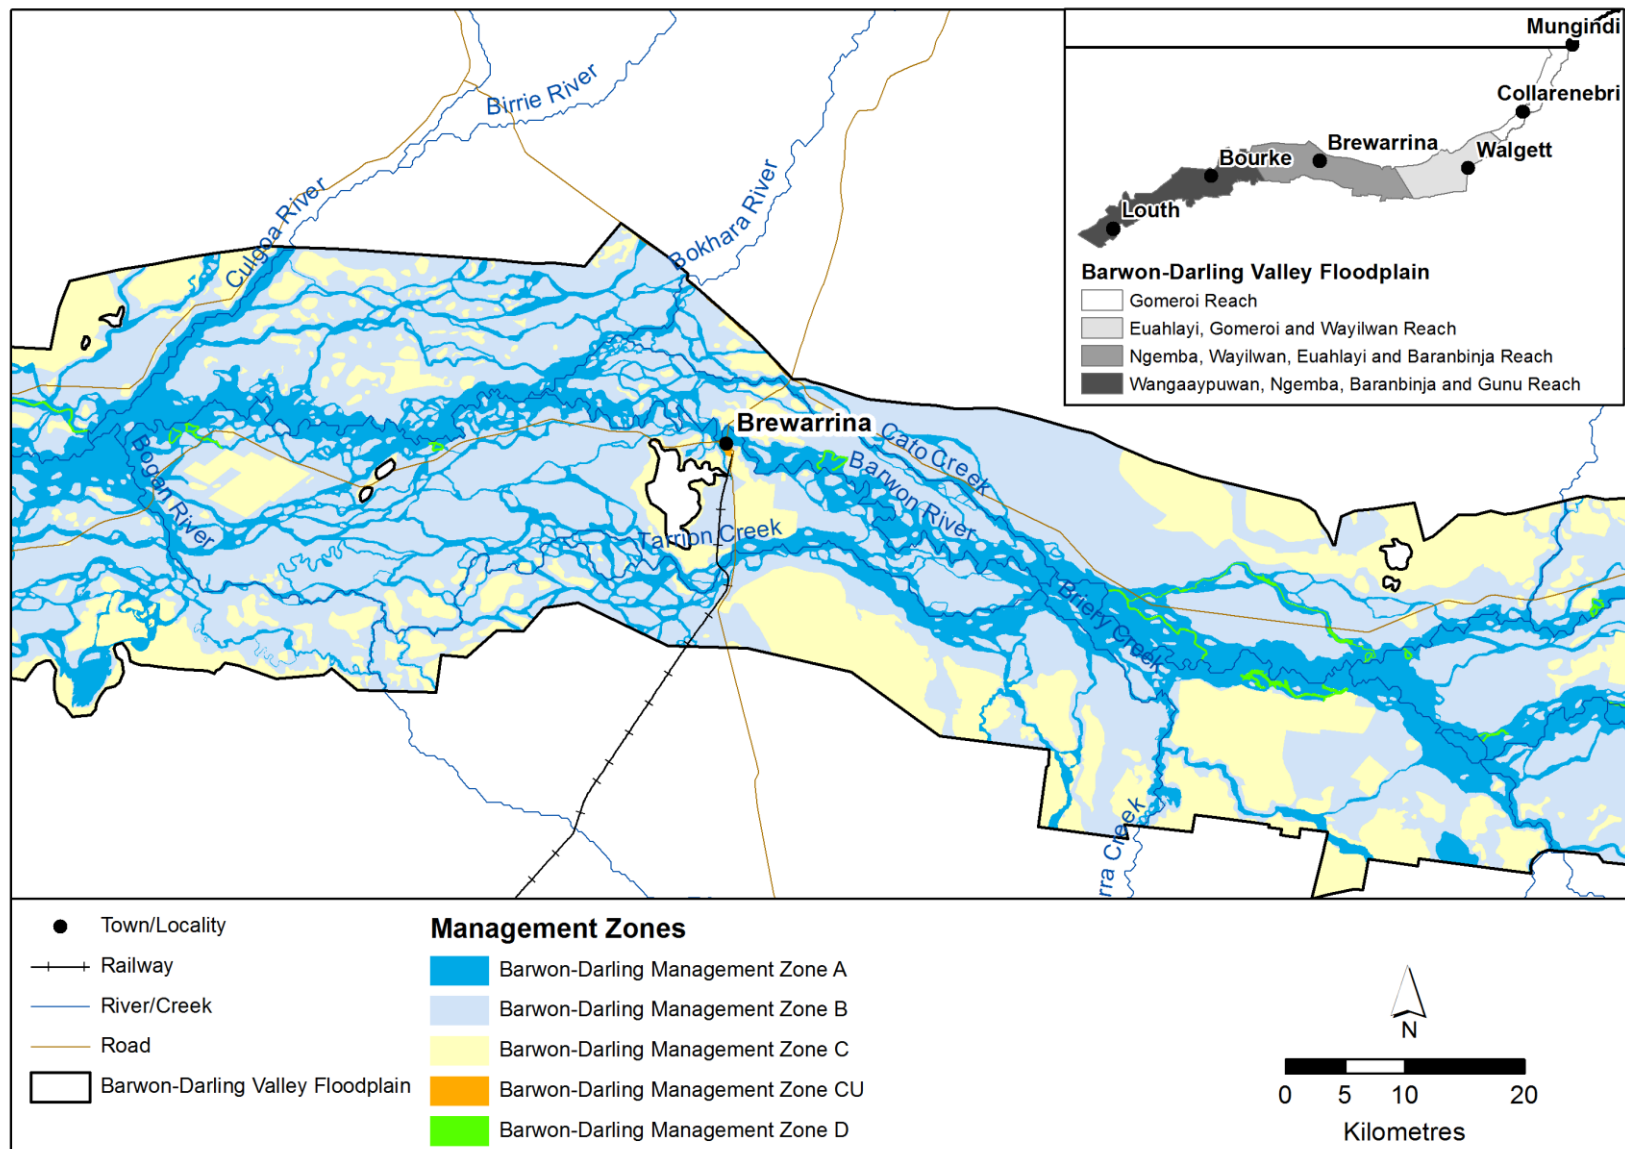 Mungindi
Collarenebri
Brewarrina
Walgett
Bourke
Louth
Barwon-Darling Valley Floodplain
Gomeroi Reach
Euahlayi, Gomeroi and Wayilwan Reach
Ngemba, Wayilwan, Euahlayi and Baranbinja Reach
Wangaaypuwan, Ngemba, Baranbinja and Gunu Reach
Birrie River
Culgoa River
Bokhara River
Brewarrina
Cato Creek
Barwon River
Bogan River
Tarrion Creek
Briery Creek
rra Creek
Town/Locality
Railway
River/Creek
Road
Barwon-Darling Valley Floodplain
Management Zones
Barwon-Darling Management Zone A
Barwon-Darling Management Zone B
Barwon-Darling Management Zone C
Barwon-Darling Management Zone CU
Barwon-Darling Management Zone D
N
0 5 10 20
Kilometres